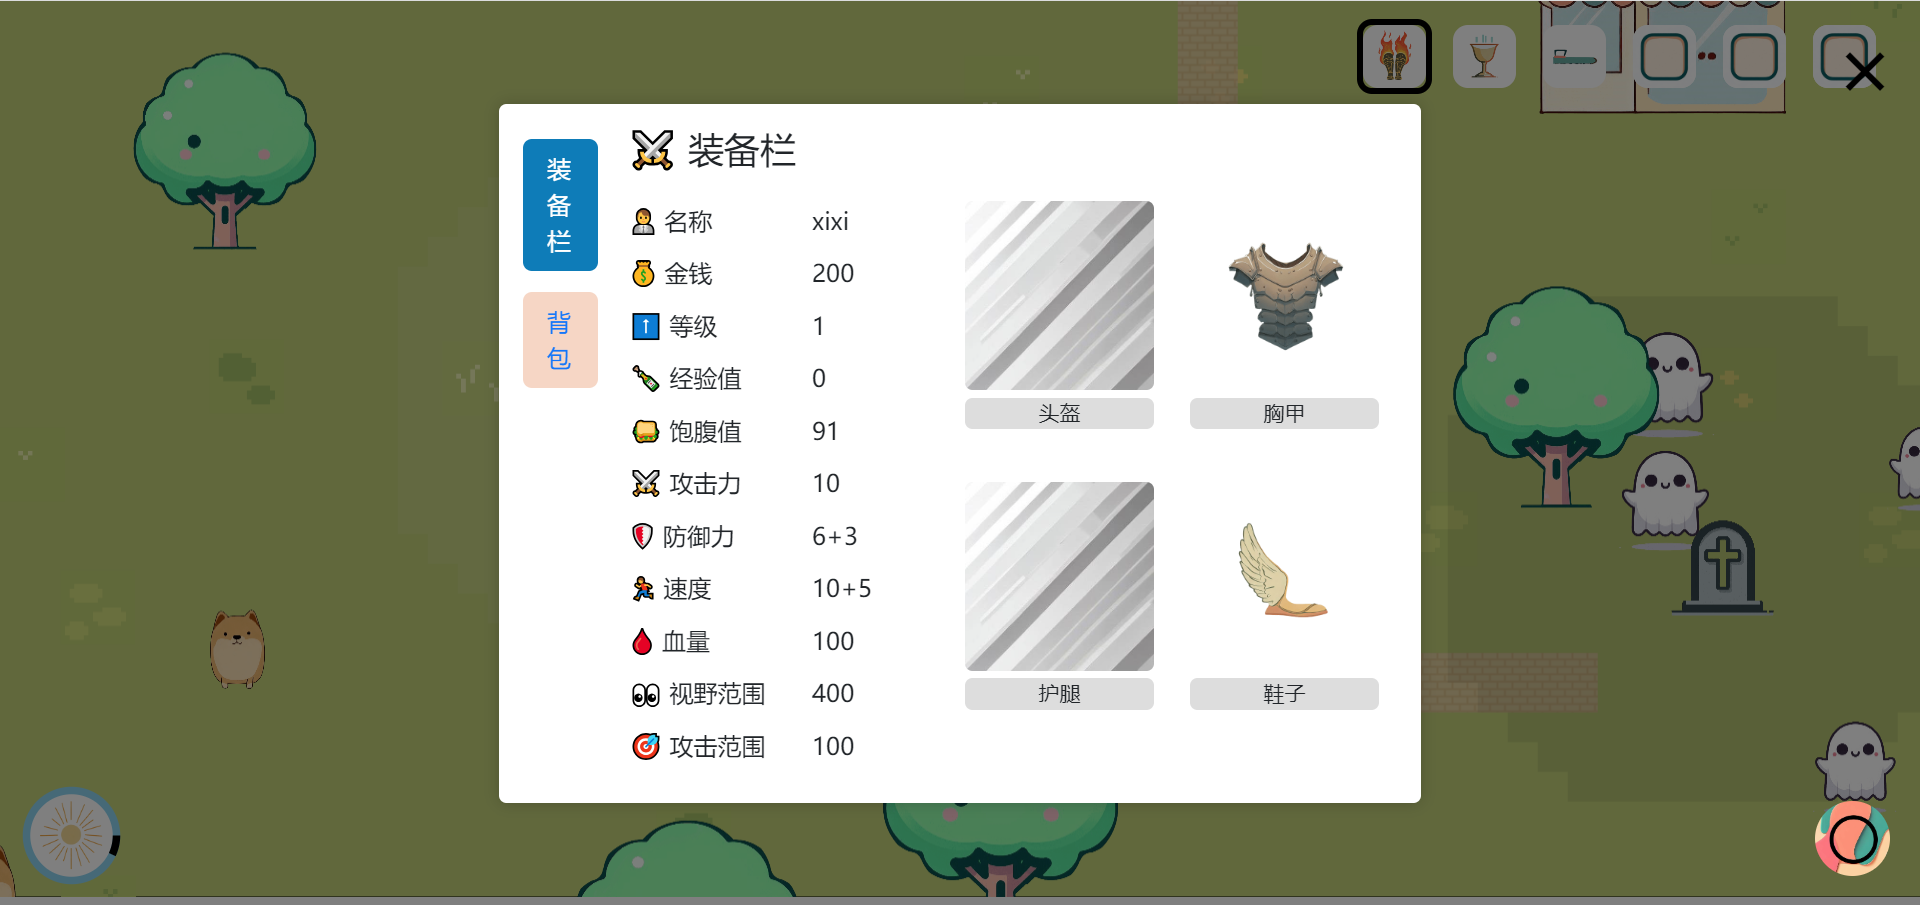 装备栏
背包
装备栏
名称 xixi
金钱 200
等级 1
经验值 0
饱腹值 91
攻击力 10
防御力 6+3
速度 10+5
血量 100
视野范围 400
攻击范围 100
头盔 胸甲
护腿 鞋子